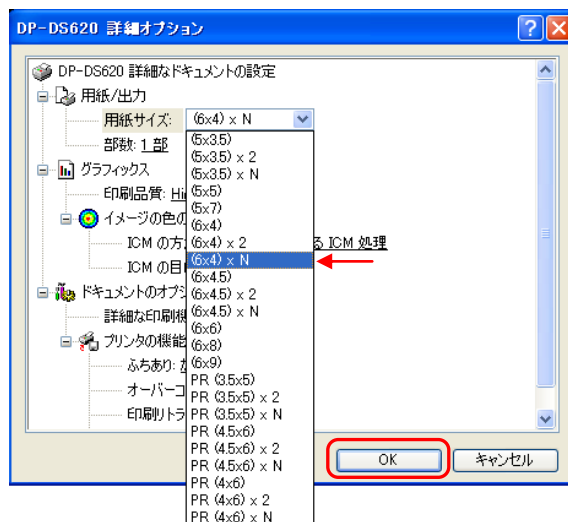 DP-DS620 詳細オプション
DP-DS620 詳細なドキュメントの設定
用紙/出力
用紙サイズ: (6x4) x N
部数: 1 部
グラフィックス
印刷品質:
イメージの色の
ICM の方 る ICM 処理
ICM の目
ドキュメントのオプシ
詳細な印刷機
プリンタの機能
ふちあり:
オーバーコ
印刷リトラ
(5x3.5)
(5x3.5) x 2
(5x3.5) x N
(5x5)
(5x7)
(6x4)
(6x4) x 2
(6x4) x N
(6x4.5)
(6x4.5) x 2
(6x4.5) x N
(6x6)
(6x8)
(6x9)
PR (3.5x5)
PR (3.5x5) x 2
PR (3.5x5) x N
PR (4.5x6)
PR (4.5x6) x 2
PR (4.5x6) x N
PR (4x6)
PR (4x6) x 2
PR (4x6) x N
OK
キャンセル